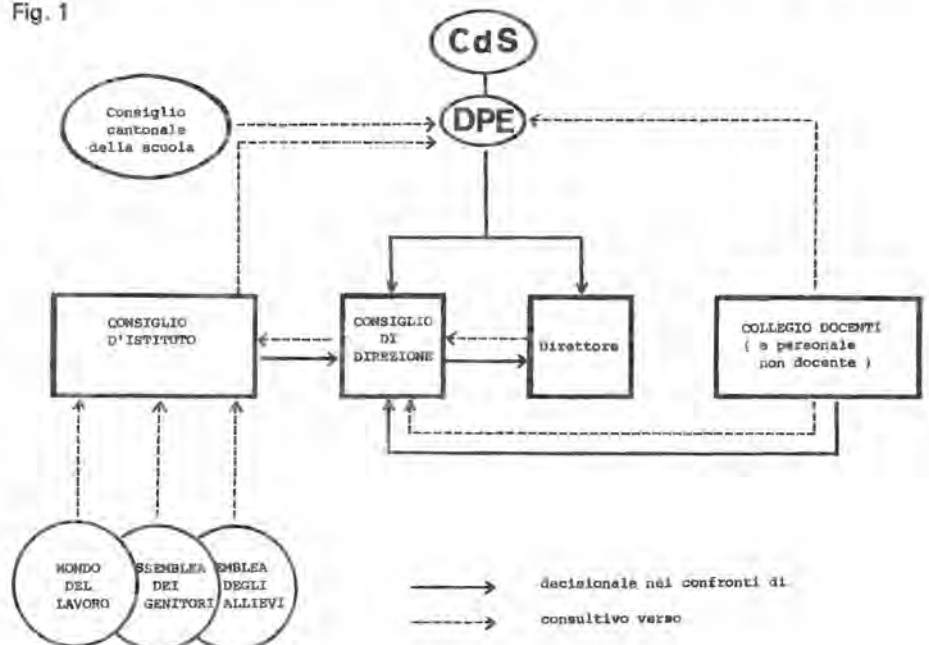 Fig. 1
CdS
DPE
Consiglio
cantonale
della scuola
CONSIGLIO
D'ISTITUTO
CONSIGLIO
DI
DIREZIONE
Direttore
COLLEGIO DOCENTI
( e personale
non docente )
MONDO
DEL
LAVORO
SSEMBLEA
DEI
GENITORI
EMBLEA
DEGLI
ALLIEVI
decisionale nei confronti di
consultivo verso